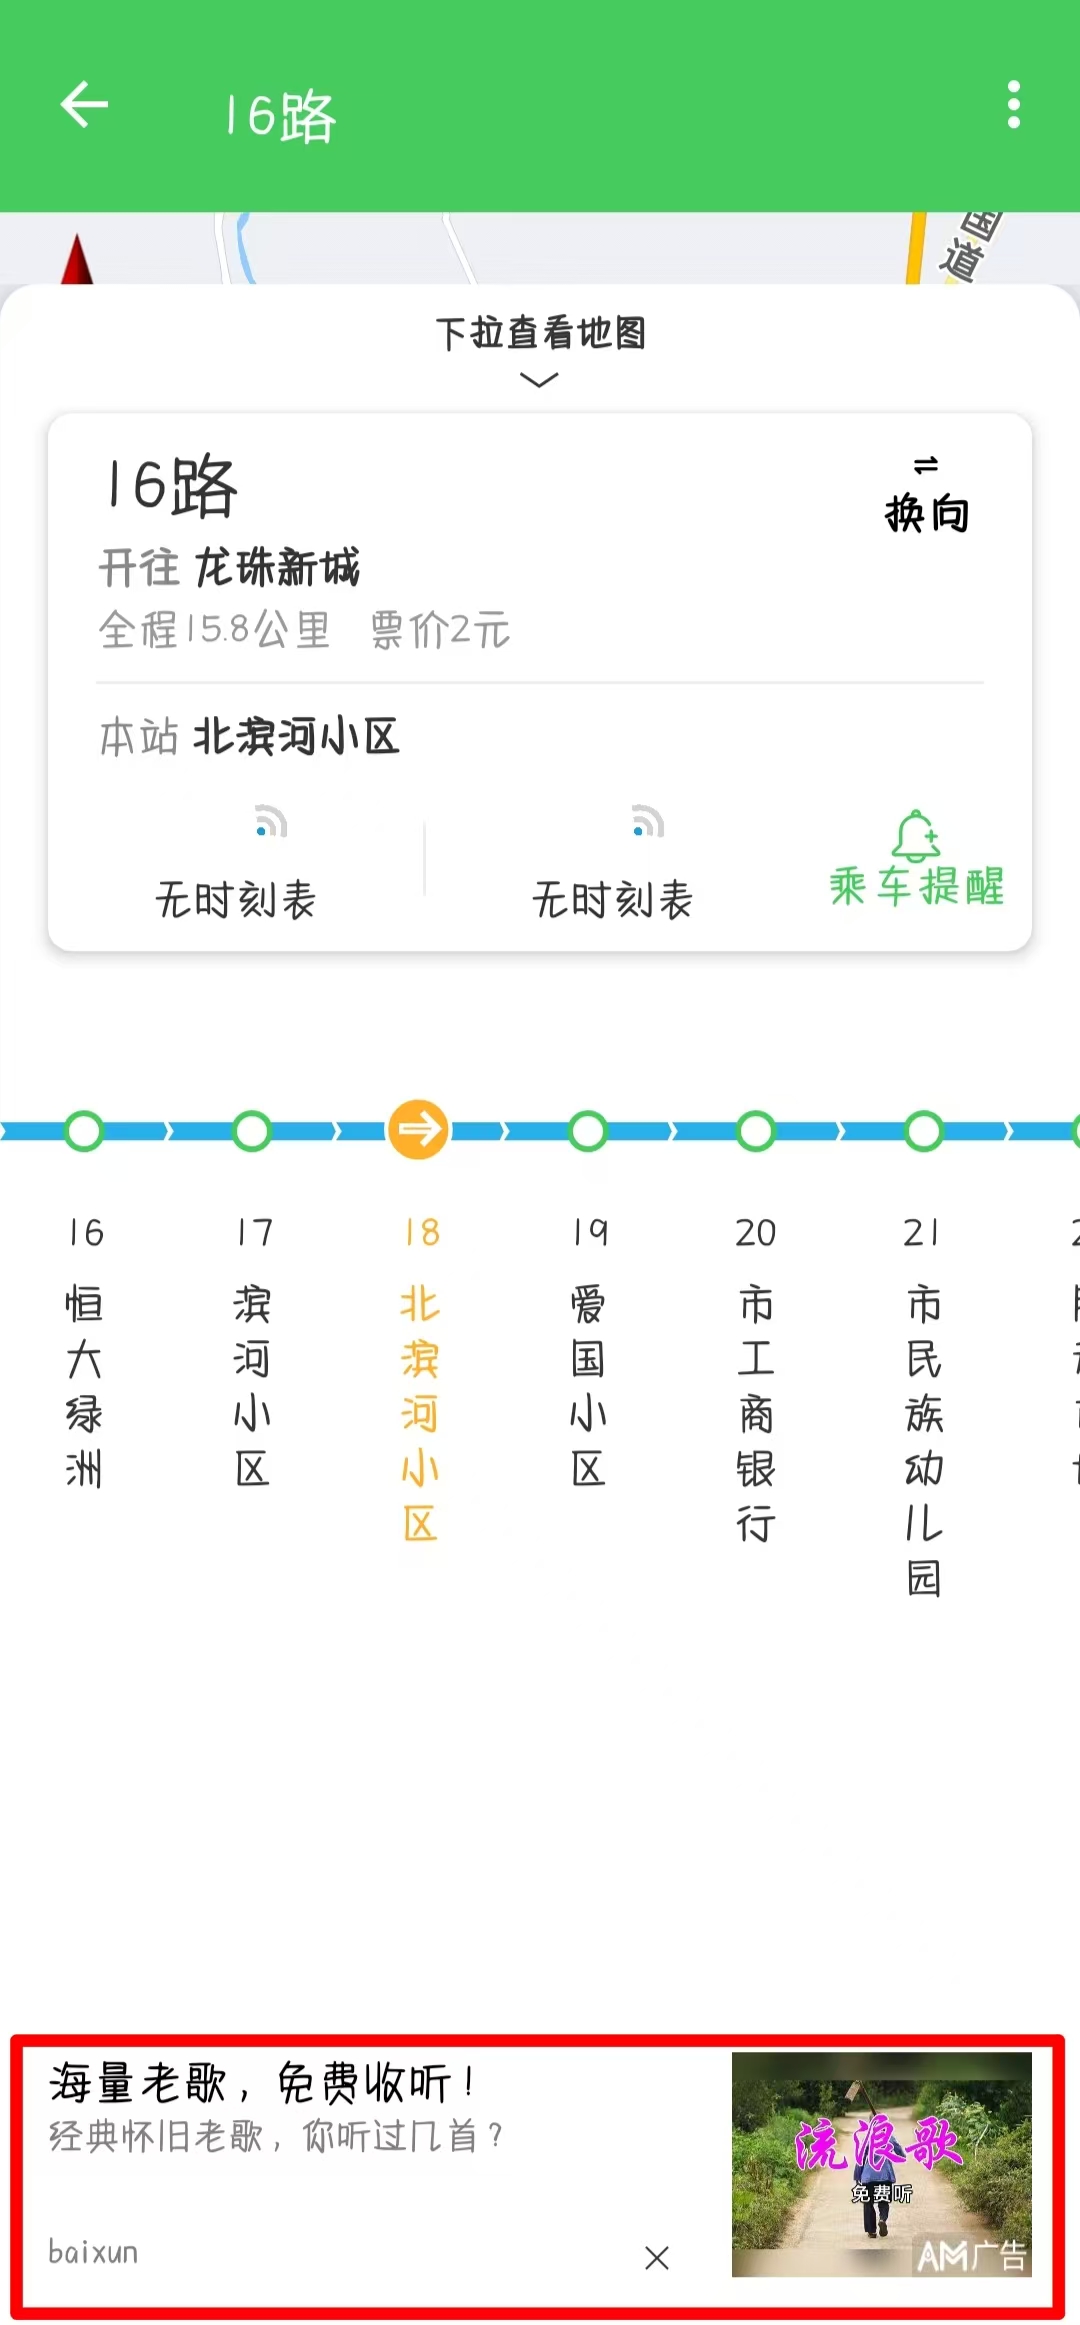 16路
国道
下拉查看地图
16路
换向
开往 龙珠新城
全程15.8公里 票价2元
本站 北滨河小区
无时刻表
无时刻表
乘车提醒
16
恒大绿洲
17
滨河小区
18
北滨河小区
19
爱国小区
20
市工商银行
21
市民族幼儿园
海量老歌，免费收听！
经典怀旧老歌，你听过几首？
baixun
流浪歌
免费听
AM广告